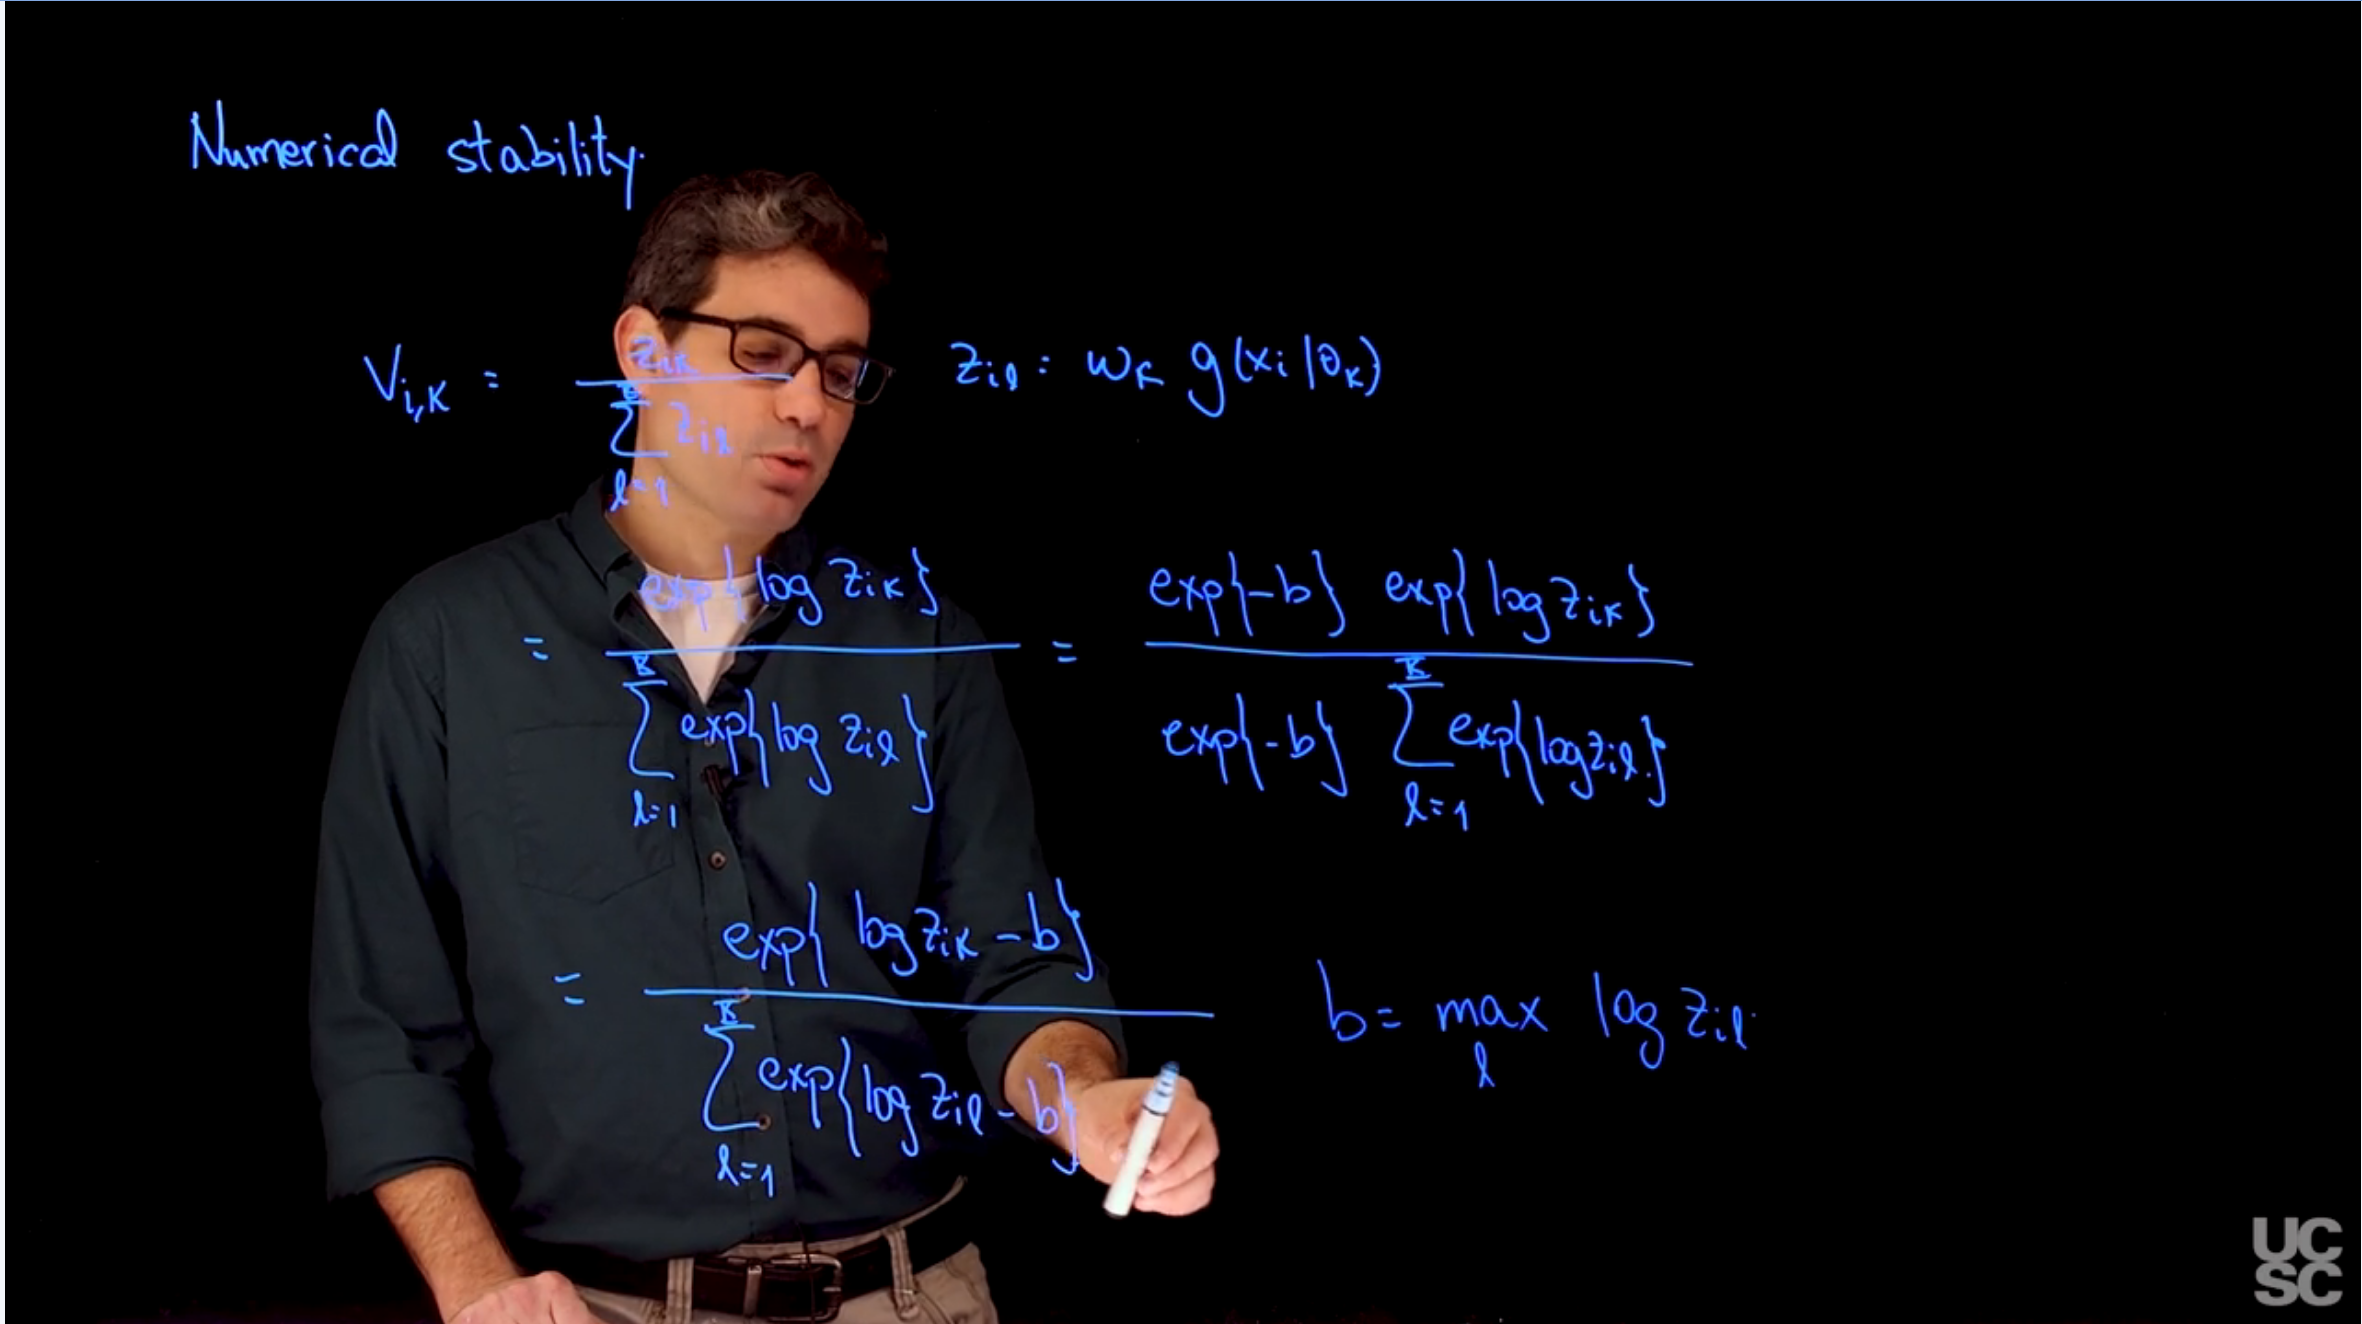 Numerical stability.
V_{i,K} = \frac{z_{iK}}{\sum_{l=1}^{K} z_{il}}    z_{il} = w_K g(x_i | θ_K)
= \frac{exp{log z_{iK}}}{\sum_{l=1}^{K} exp{log z_{il}}} = \frac{exp{-b} exp{log z_{iK}}}{exp{-b} \sum_{l=1}^{K} exp{log z_{il}}}
= \frac{exp{log z_{iK} - b}}{\sum_{l=1}^{K} exp{log z_{il} - b}}    b = \max_l log z_{il}
UC
SC